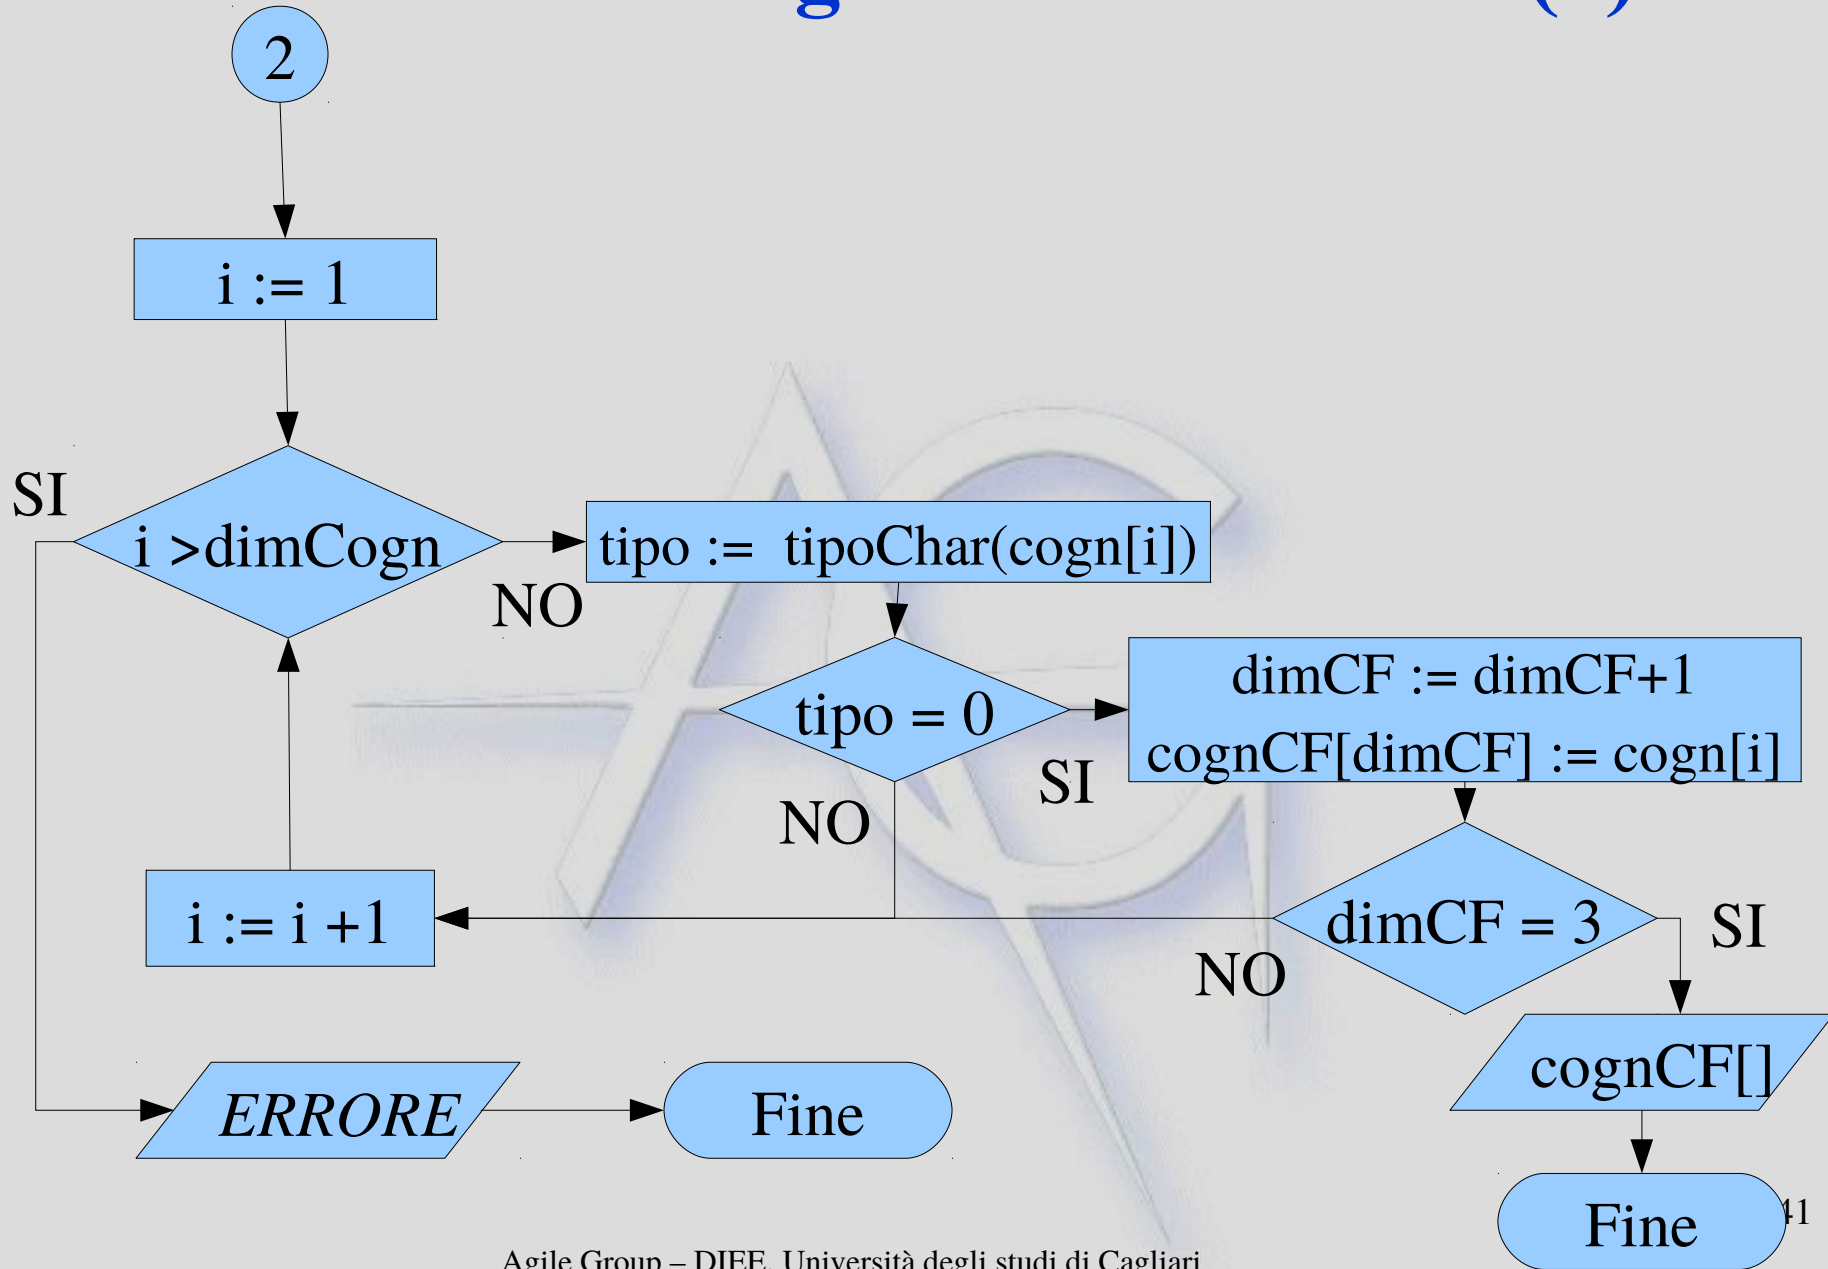 2
i := 1
SI
i >dimCogn
NO
tipo := tipoChar(cogn[i])
tipo = 0
SI
NO
dimCF := dimCF+1
cognCF[dimCF] := cogn[i]
i := i +1
dimCF = 3
SI
NO
cognCF[]
ERRORE
Fine
Fine
41
Agile Group – DIEE, Università degli studi di Cagliari